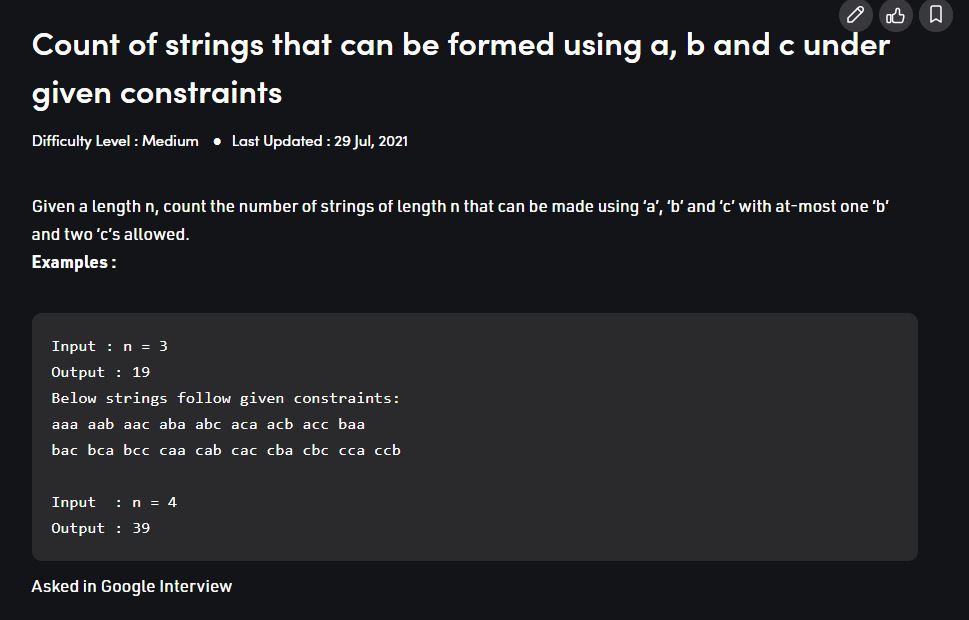 Count of strings that can be formed using a, b and c under
given constraints
Difficulty Level : Medium ● Last Updated : 29 Jul, 2021
Given a length n, count the number of strings of length n that can be made using ‘a’, ‘b’ and ‘c’ with at-most one ‘b’
and two ‘c’s allowed.
Examples :
Input : n = 3
Output : 19
Below strings follow given constraints:
aaa aab aac aba abc aca acb acc baa
bac bca bcc caa cab cac cba cbc cca ccb
Input  : n = 4
Output : 39
Asked in Google Interview